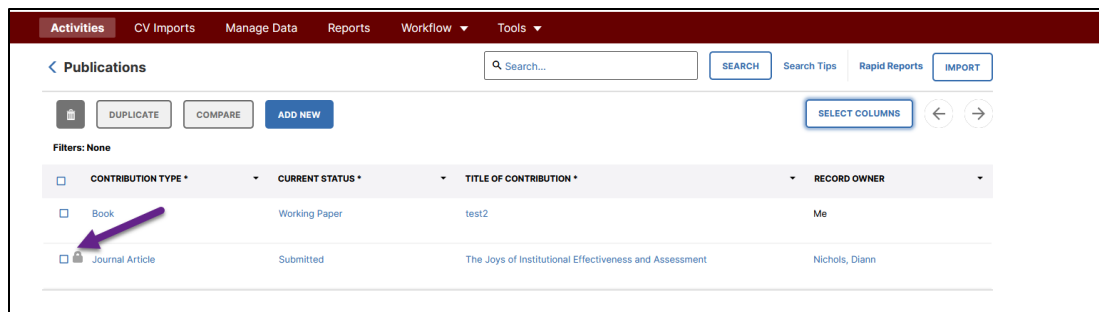 Activities CV Imports Manage Data Reports Workflow Tools
Publications Search... SEARCH Search Tips Rapid Reports IMPORT
DUPLICATE COMPARE ADD NEW SELECT COLUMNS
Filters: None
CONTRIBUTION TYPE * CURRENT STATUS * TITLE OF CONTRIBUTION * RECORD OWNER
Book Working Paper test2 Me
Journal Article Submitted The Joys of Institutional Effectiveness and Assessment Nichols, Diann